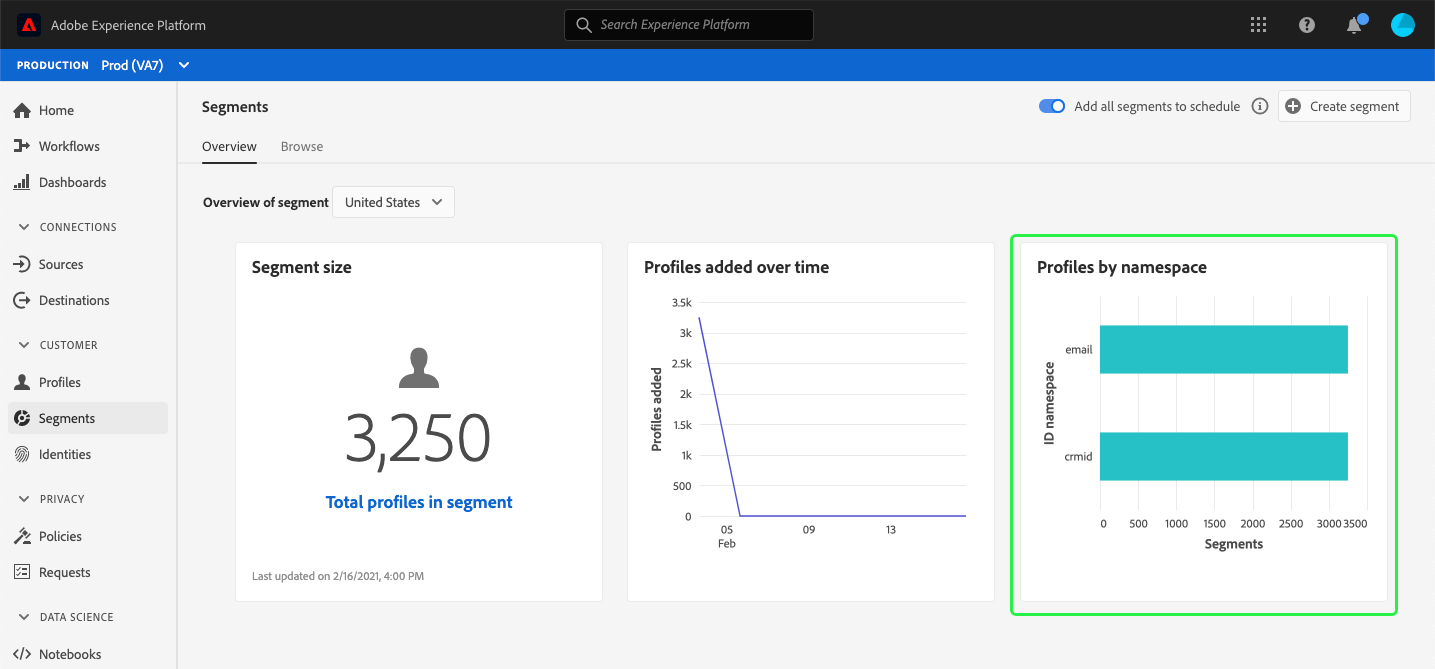 Adobe Experience Platform
Search Experience Platform
PRODUCTION Prod (VA7)
Home
Workflows
Dashboards
CONNECTIONS
Sources
Destinations
CUSTOMER
Profiles
Segments
Identities
PRIVACY
Policies
Requests
DATA SCIENCE
Notebooks
Segments
Add all segments to schedule
Create segment
Overview Browse
Overview of segment United States
Segment size
3,250
Total profiles in segment
Last updated on 2/16/2021, 4:00 PM
Profiles added over time
Profiles added
3.5k
3k
2.5k
2k
1.5k
1k
500
0
05 09 13
Feb
Profiles by namespace
ID namespace
email
crmid
0 500 1000 1500 2000 2500 3000 3500
Segments